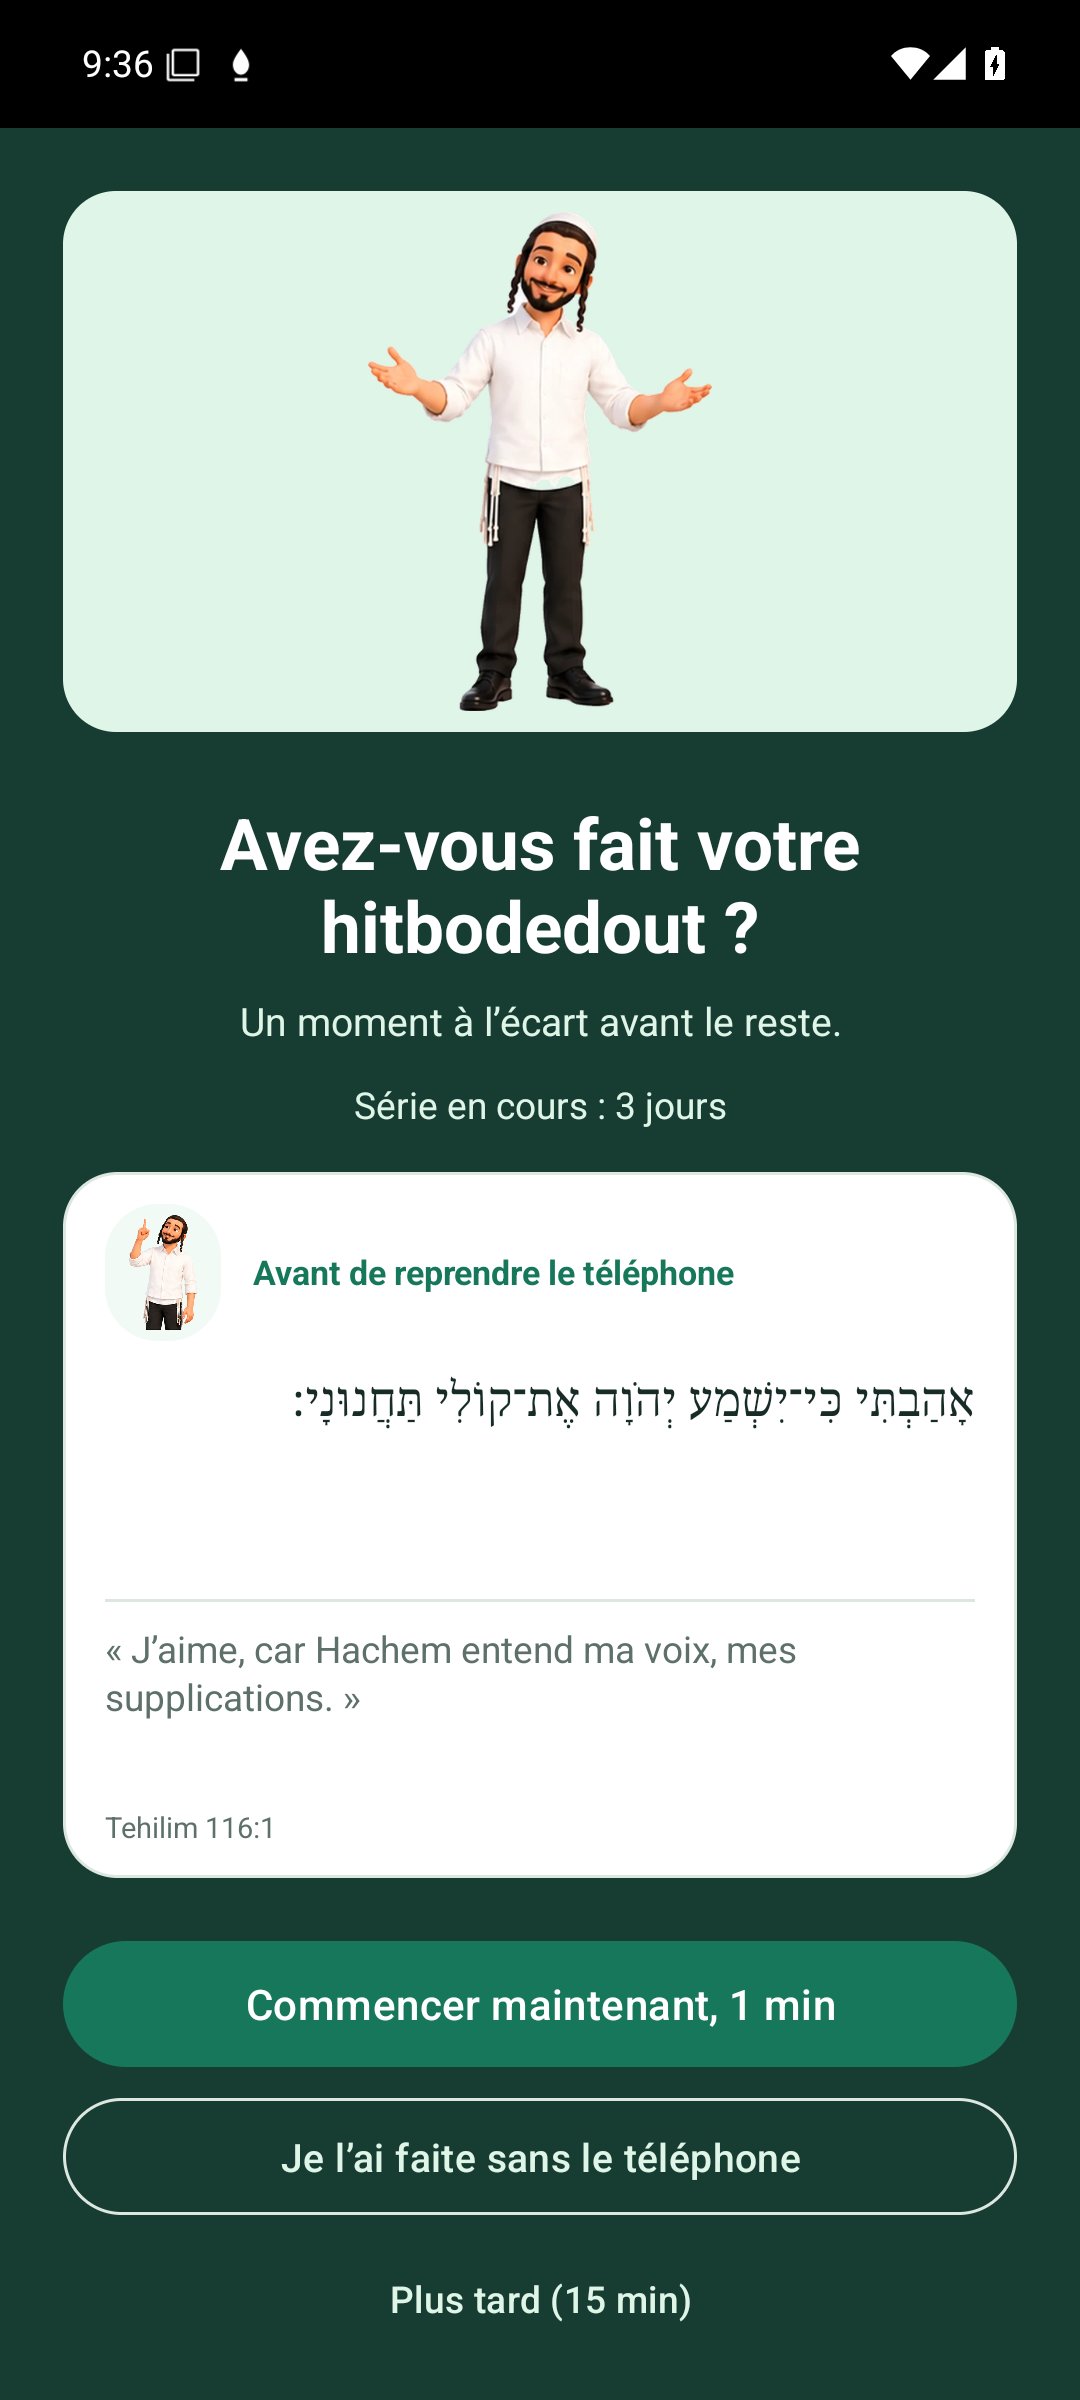 9:36
Avez-vous fait votre
hitbodedout ?
Un moment à l’écart avant le reste.
Série en cours : 3 jours
Avant de reprendre le téléphone
אָהַבְתִּי כִּי־יִשְׁמַע יְהֹוָה אֶת־קוֹלִי תַּחֲנוּנָי׃
« J’aime, car Hachem entend ma voix, mes
supplications. »
Tehilim 116:1
Commencer maintenant, 1 min
Je l’ai faite sans le téléphone
Plus tard (15 min)